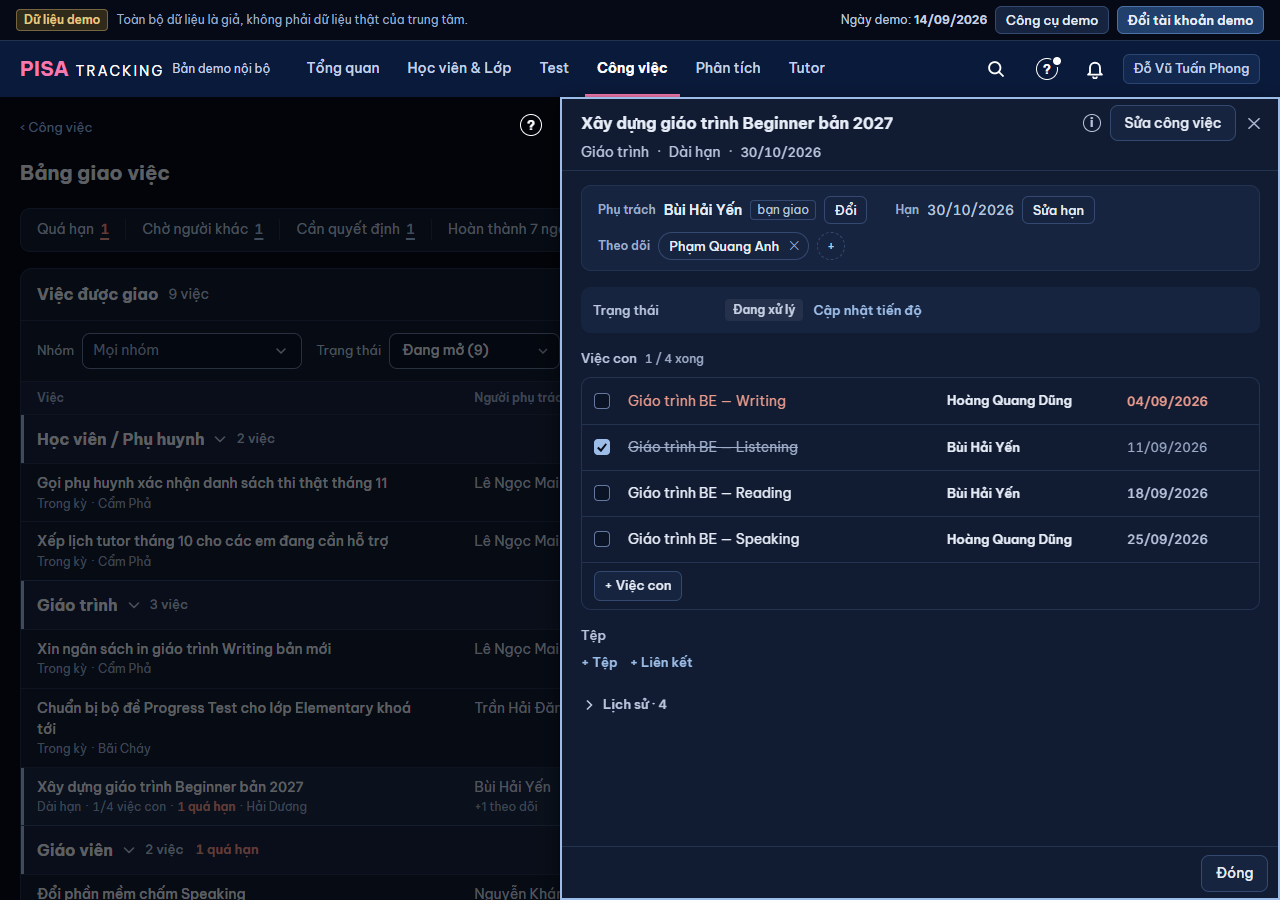 Dữ liệu demo Toàn bộ dữ liệu là giả, không phải dữ liệu thật của trung tâm. Ngày demo: 14/09/2026 Công cụ demo Đổi tài khoản demo
PISA TRACKING Bản demo nội bộ Tổng quan Học viên & Lớp Test Công việc Phân tích Tutor ? Đỗ Vũ Tuấn Phong
‹ Công việc ?
Bảng giao việc
Quá hạn 1 Chờ người khác 1 Cần quyết định 1 Hoàn thành 7
Việc được giao 9 việc
Nhóm Mọi nhóm Trạng thái Đang mở (9)
Việc Người phụ
Học viên / Phụ huynh 2 việc
Gọi phụ huynh xác nhận danh sách thi thật tháng 11 Lê Ngọc Mai
Trong kỳ · Cẩm Phả
Xếp lịch tutor tháng 10 cho các em đang cần hỗ trợ Lê Ngọc Mai
Trong kỳ · Cẩm Phả
Giáo trình 3 việc
Xin ngân sách in giáo trình Writing bản mới Lê Ngọc Mai
Trong kỳ · Cẩm Phả
Chuẩn bị bộ đề Progress Test cho lớp Elementary khoá Trần Hải
tới
Trong kỳ · Bãi Cháy
Xây dựng giáo trình Beginner bản 2027 Bùi Hải Yến
Dài hạn · 1/4 việc con · 1 quá hạn · Hải Dương +1 theo dõi
Giáo viên 2 việc 1 quá hạn
Đổi phần mềm chấm Speaking Nguyễn
Xây dựng giáo trình Beginner bản 2027 Sửa công việc
Giáo trình · Dài hạn · 30/10/2026
Phụ trách Bùi Hải Yến bạn giao Đổi Hạn 30/10/2026 Sửa hạn
Theo dõi Phạm Quang Anh +
Trạng thái Đang xử lý Cập nhật tiến độ
Việc con 1 / 4 xong
Giáo trình BE — Writing Hoàng Quang Dũng 04/09/2026
Giáo trình BE — Listening Bùi Hải Yến 11/09/2026
Giáo trình BE — Reading Bùi Hải Yến 18/09/2026
Giáo trình BE — Speaking Hoàng Quang Dũng 25/09/2026
+ Việc con
Tệp
+ Tệp + Liên kết
Lịch sử · 4
Đóng